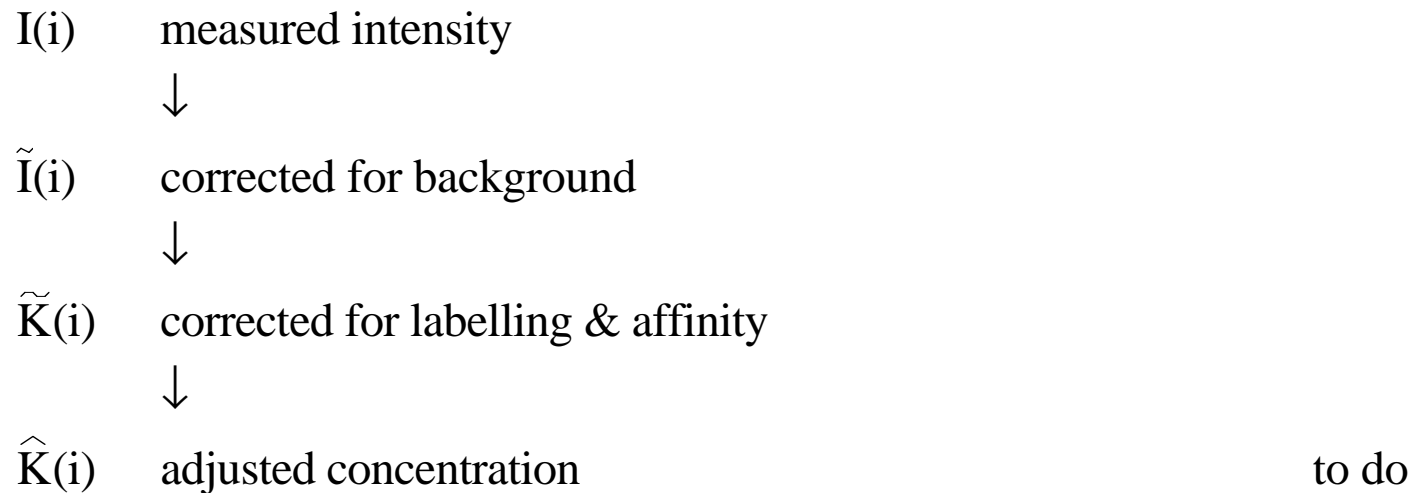 I(i) measured intensity
↓
Ĩ(i) corrected for background
↓
K̃(i) corrected for labelling & affinity
↓
K̂(i) adjusted concentration to do